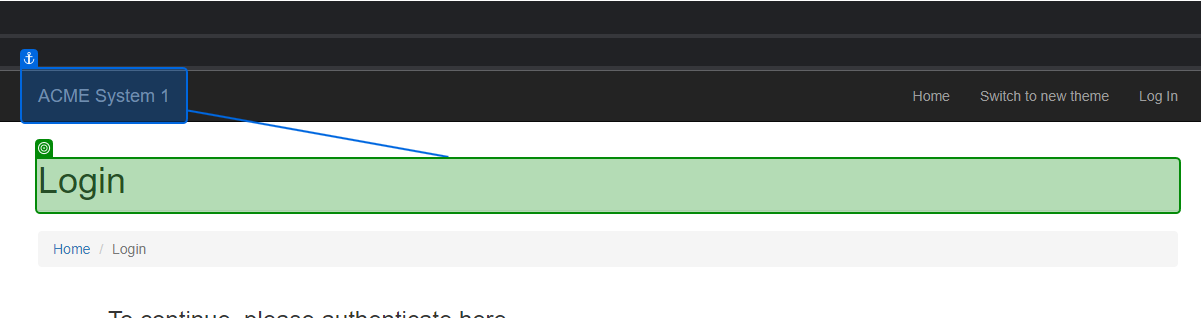 ACME System 1 Home Switch to new theme Log In
Login
Home / Login
To continue, please authenticate here